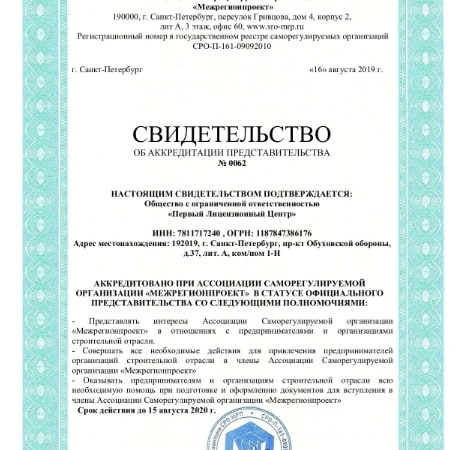 «Межрегионпроект»
190000, г. Санкт-Петербург, переулок Гривцова, дом 4, корпус 2,
лит А, 3 этаж, офис 60, www.sro-mrp.ru
Регистрационный номер в государственном реестре саморегулируемых организаций
СРО-П-161-09092010
г. Санкт-Петербург «16» августа 2019 г.
СВИДЕТЕЛЬСТВО
ОБ АККРЕДИТАЦИИ ПРЕДСТАВИТЕЛЬСТВА
№ 0062
НАСТОЯЩИМ СВИДЕТЕЛЬСТВОМ ПОДТВЕРЖДАЕТСЯ:
Общество с ограниченной ответственностью
«Первый Лицензионный Центр»
ИНН: 7811717240 , ОГРН: 1187847386176
Адрес местонахождения: 192019, г. Санкт-Петербург, пр-кт Обуховской обороны,
д.37, лит. А, ком/пом 1-Н
АККРЕДИТОВАНО ПРИ АССОЦИАЦИИ САМОРЕГУЛИРУЕМОЙ
ОРГАНИЗАЦИИ «МЕЖРЕГИОНПРОЕКТ» В СТАТУСЕ ОФИЦИАЛЬНОГО
ПРЕДСТАВИТЕЛЬСТВА СО СЛЕДУЮЩИМИ ПОЛНОМОЧИЯМИ:
- Представлять интересы Ассоциации Саморегулируемой организации
«Межрегионпроект» в отношениях с предпринимателями и организациями
строительной отрасли.
- Совершать все необходимые действия для привлечения предпринимателей
организаций строительной отрасли в члены Ассоциации Саморегулируемой
организации «Межрегионпроект»
- Оказывать предпринимателям и организациям строительной отрасли всю
необходимую помощь при подготовке и оформлению документов для вступления в
члены Ассоциации Саморегулируемой организации «Межрегионпроект»
Срок действия до 15 августа 2020 г.